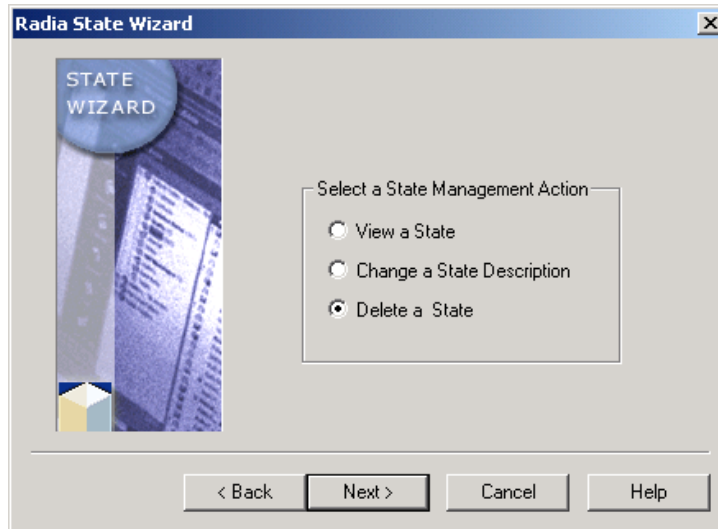 Radia State Wizard
STATE
WIZARD
Select a State Management Action
View a State
Change a State Description
Delete a State
< Back
Next >
Cancel
Help